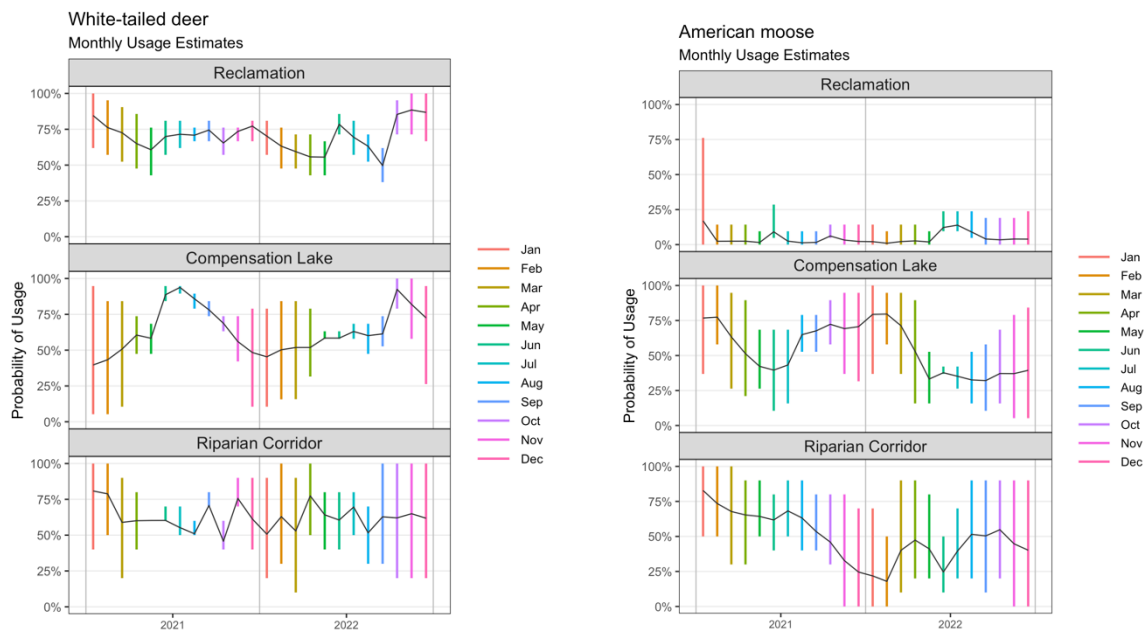 White-tailed deer
Monthly Usage Estimates
Reclamation
100%
75%
50%
25%
0%
Compensation Lake
100%
75%
50%
25%
0%
Riparian Corridor
100%
75%
50%
25%
0%
2021
2022
Probability of Usage
Jan
Feb
Mar
Apr
May
Jun
Jul
Aug
Sep
Oct
Nov
Dec
American moose
Monthly Usage Estimates
Reclamation
100%
75%
50%
25%
0%
Compensation Lake
100%
75%
50%
25%
0%
Riparian Corridor
100%
75%
50%
25%
0%
2021
2022
Probability of Usage
Jan
Feb
Mar
Apr
May
Jun
Jul
Aug
Sep
Oct
Nov
Dec